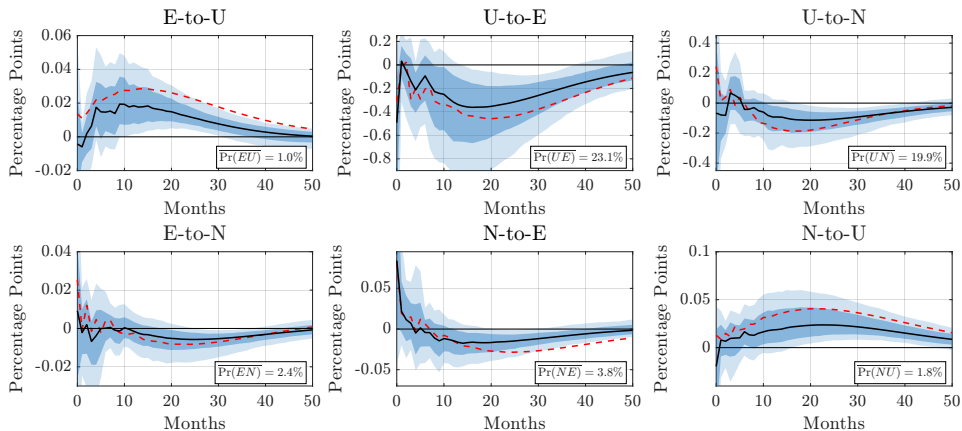 E-to-U
Percentage Points
0.06
0.04
0.02
0
-0.02
0 10 20 30 40 50
Months
Pr(EU) = 1.0%
U-to-E
Percentage Points
0.2
0
-0.2
-0.4
-0.6
-0.8
0 10 20 30 40 50
Months
Pr(UE) = 23.1%
U-to-N
Percentage Points
0.4
0.2
0
-0.2
-0.4
0 10 20 30 40 50
Months
Pr(UN) = 19.9%
E-to-N
Percentage Points
0.04
0.02
0
-0.02
0 10 20 30 40 50
Months
Pr(EN) = 2.4%
N-to-E
Percentage Points
0.05
0
-0.05
0 10 20 30 40 50
Months
Pr(NE) = 3.8%
N-to-U
Percentage Points
0.1
0.05
0
0 10 20 30 40 50
Months
Pr(NU) = 1.8%